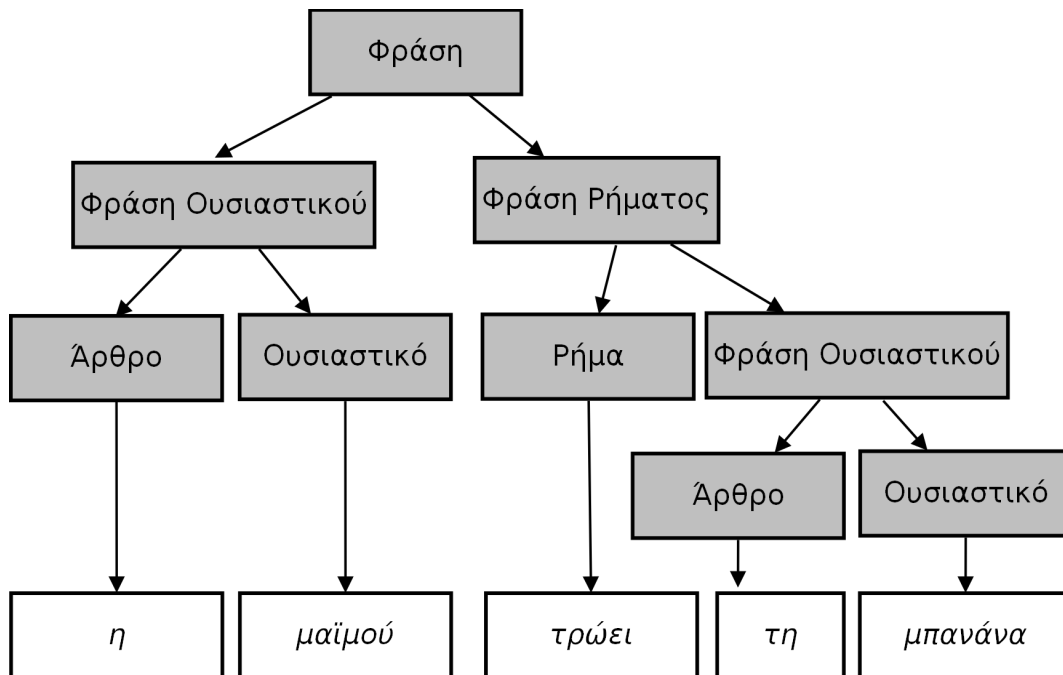 Φράση
Φράση Ουσιαστικού
Φράση Ρήματος
Άρθρο
Ουσιαστικό
Ρήμα
Φράση Ουσιαστικού
Άρθρο
Ουσιαστικό
η
μαϊμού
τρώει
τη
μπανάνα